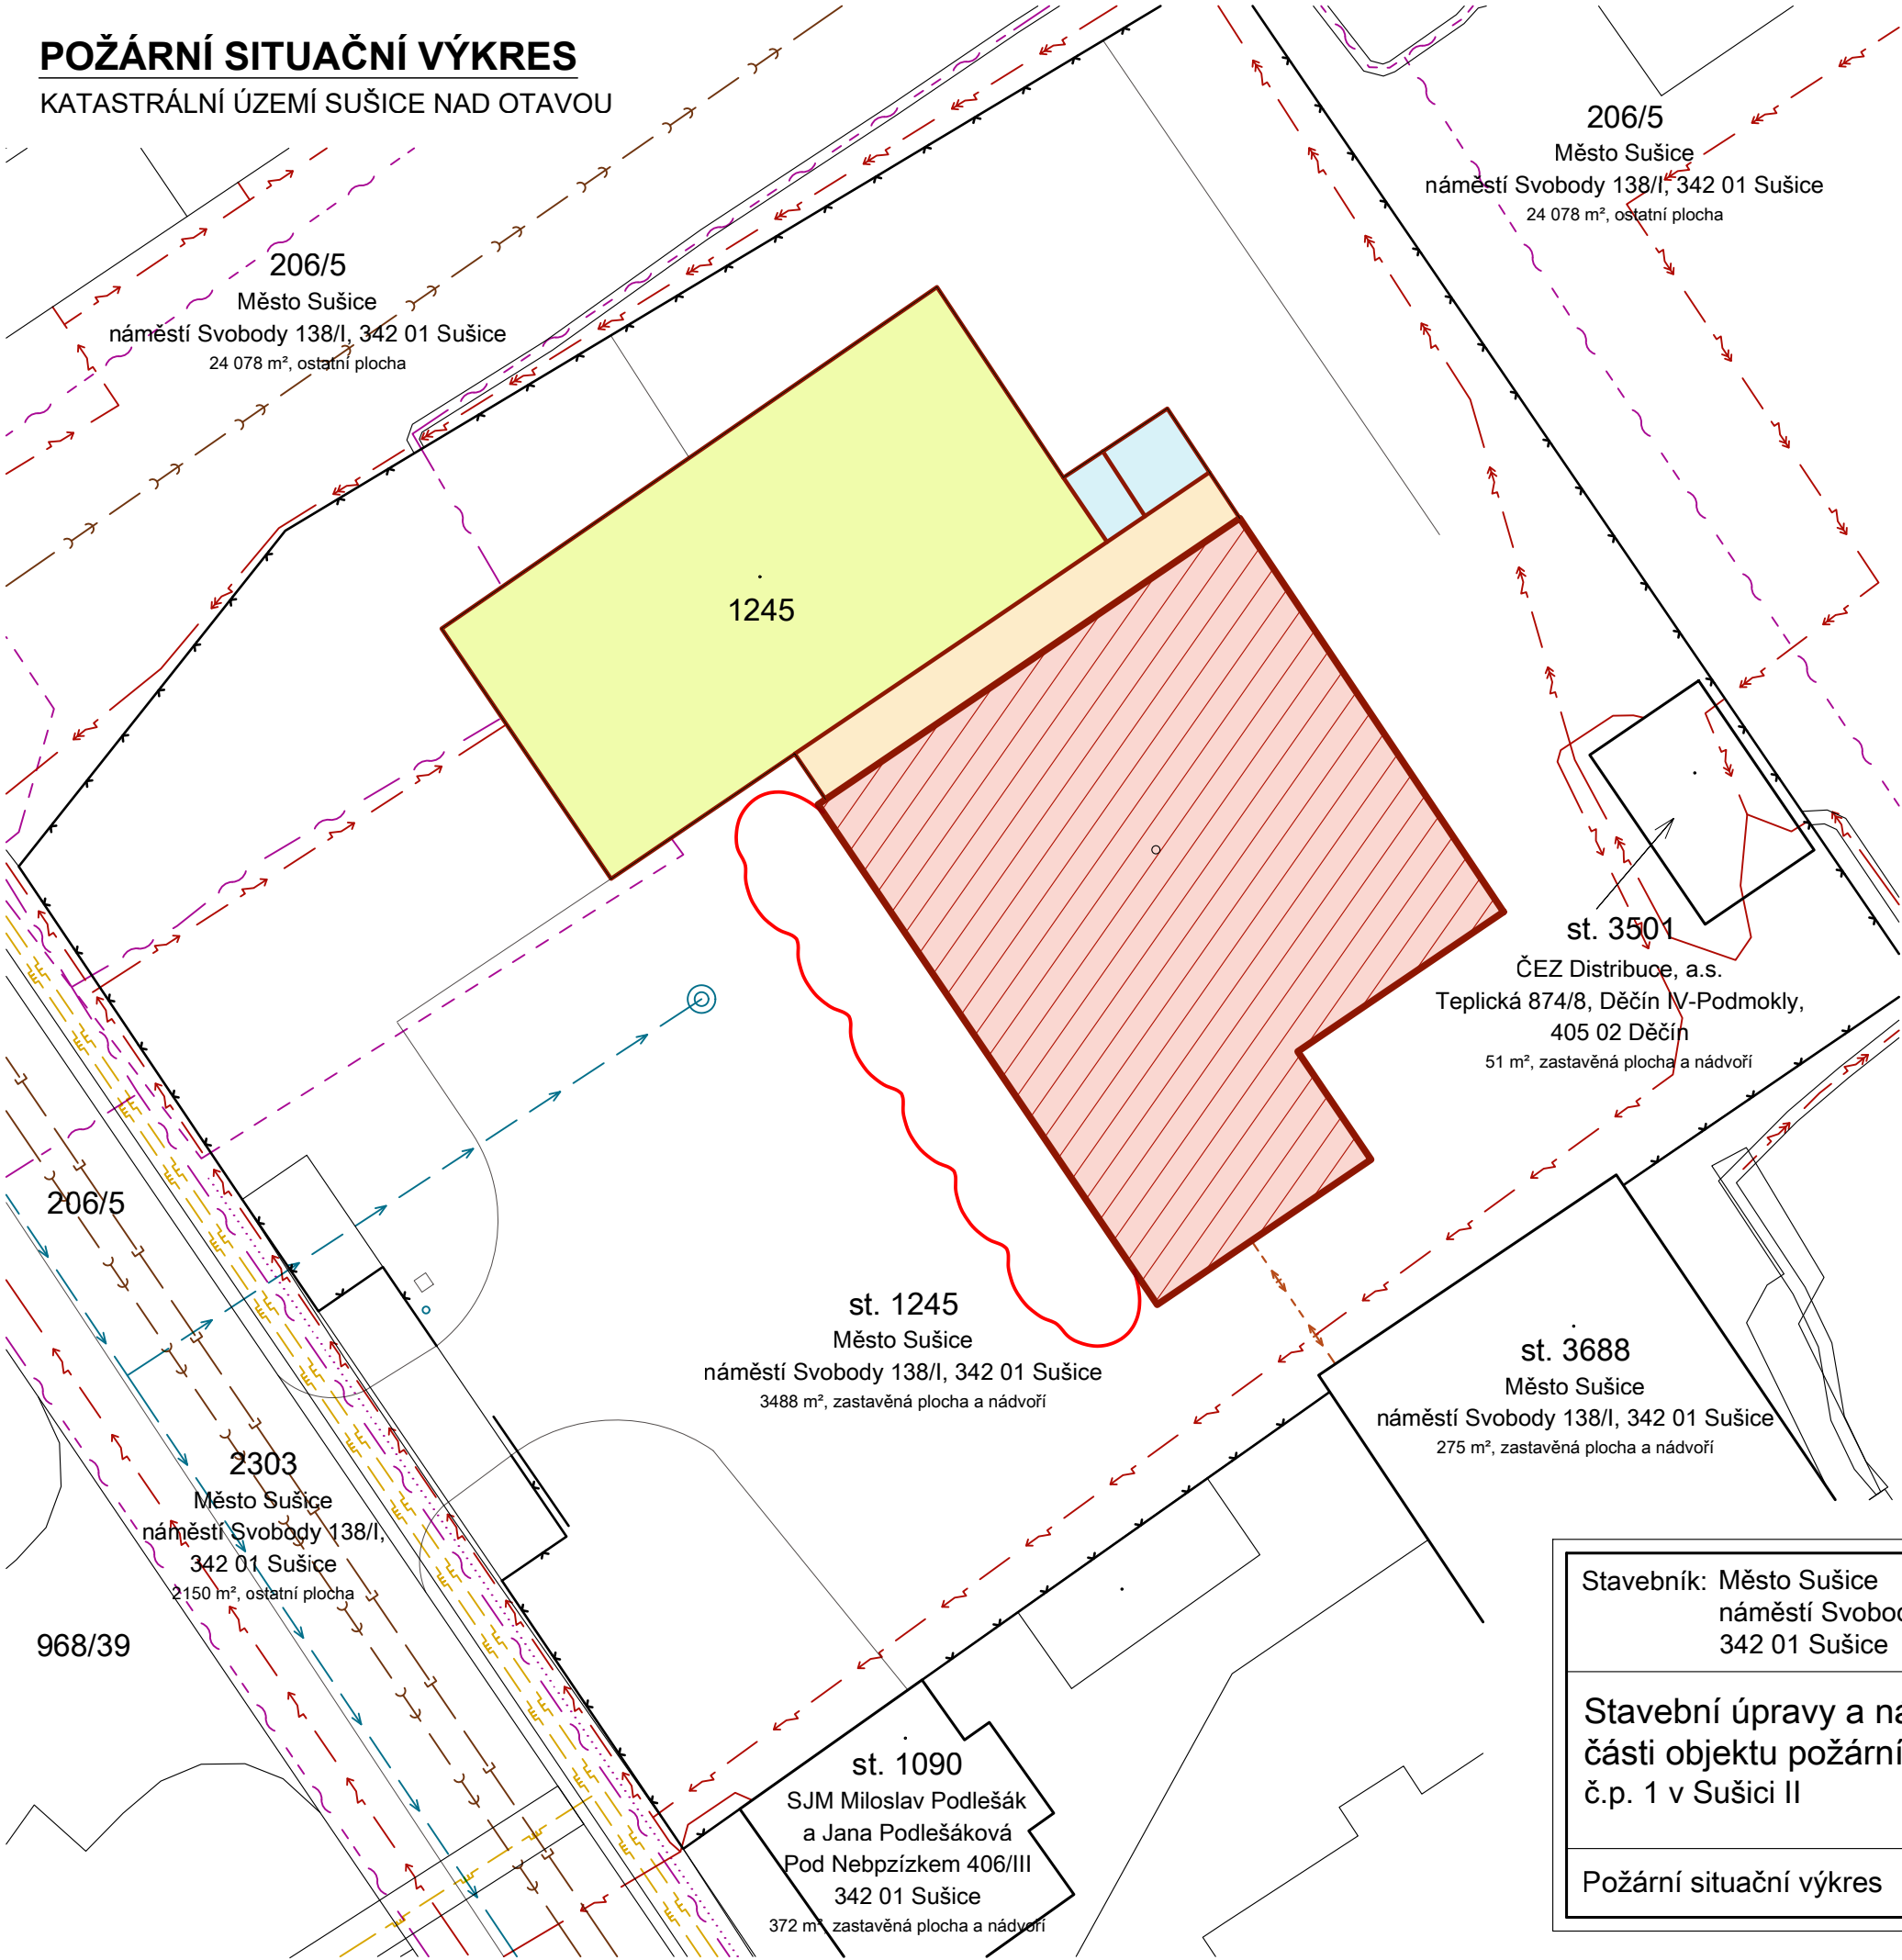 POŽÁRNÍ SITUAČNÍ VÝKRES
KATASTRÁLNÍ ÚZEMÍ SUŠICE NAD OTAVOU
206/5
Město Sušice
náměstí Svobody 138/I, 342 01 Sušice
24 078 m², ostatní plocha
206/5
Město Sušice
náměstí Svobody 138/I, 342 01 Sušice
24 078 m², ostatní plocha
1245
st. 3501
ČEZ Distribuce, a.s.
Teplická 874/8, Děčín IV-Podmokly,
405 02 Děčín
51 m², zastavěná plocha a nádvoří
206/5
st. 1245
Město Sušice
náměstí Svobody 138/I, 342 01 Sušice
3488 m², zastavěná plocha a nádvoří
st. 3688
Město Sušice
náměstí Svobody 138/I, 342 01 Sušice
275 m², zastavěná plocha a nádvoří
2303
Město Sušice
náměstí Svobody 138/I,
342 01 Sušice
2150 m², ostatní plocha
968/39
st. 1090
SJM Miloslav Podlešák
a Jana Podlešáková
Pod Nebpzízkem 406/III
342 01 Sušice
372 m², zastavěná plocha a nádvoří
Stavebník: Město Sušice
náměstí
342 01 Sušice
Stavební úpravy a
části objektu požární
č.p. 1 v Sušici II
Požární situační výkres